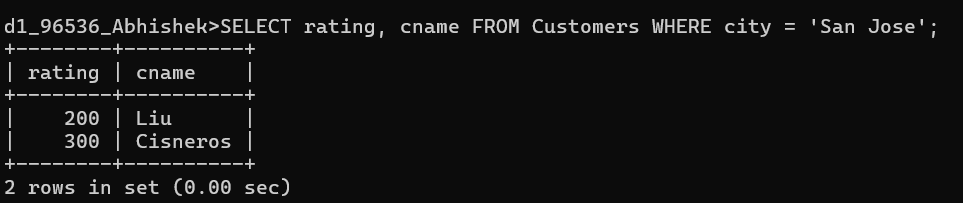 d1_96536_Abhishek>SELECT rating, cname FROM Customers WHERE city = 'San Jose';
+--------+----------+
| rating | cname    |
+--------+----------+
|    200 | Liu      |
|    300 | Cisneros |
+--------+----------+
2 rows in set (0.00 sec)